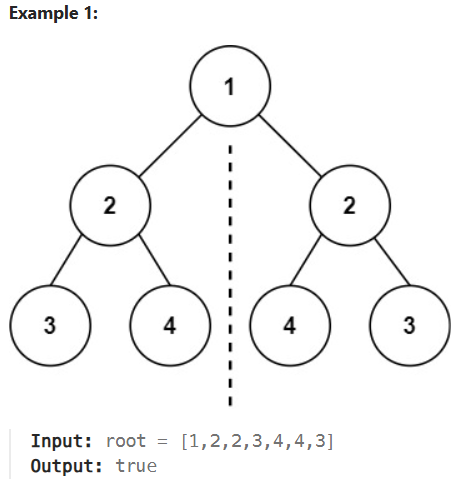 Example 1:
1
2 2
3 4 4 3
Input: root = [1,2,2,3,4,4,3]
Output: true